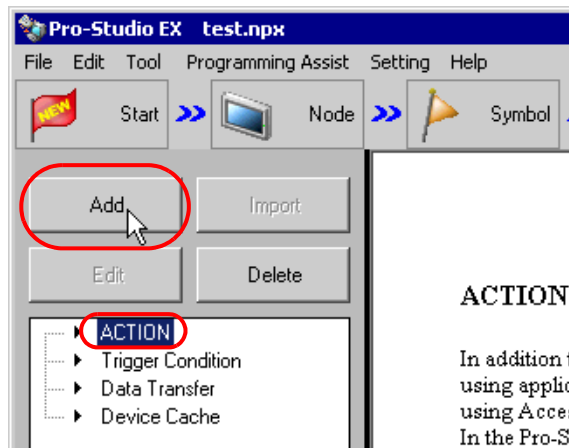 Pro-Studio EX test.npx
File Edit Tool Programming Assist Setting Help
NEW Start Node Symbol
Add Import
Edit Delete
ACTION
Trigger Condition
Data Transfer
Device Cache
ACTION
In addition
using applic
using Acce
In the Pro-S